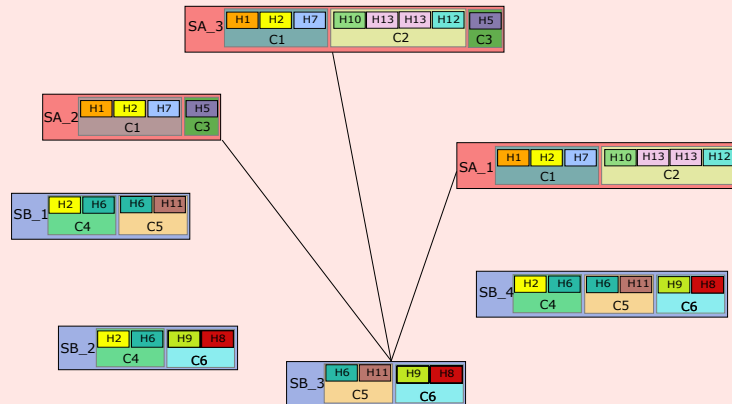 SA_3 H1 H2 H7 H10 H13 H13 H12 H5
C1 C2 C3
SA_2 H1 H2 H7 H5
C1 C3
SA_1 H1 H2 H7 H10 H13 H13 H12
C1 C2
SB_1 H2 H6 H6 H11
C4 C5
SB_4 H2 H6 H6 H11 H9 H8
C4 C5 C6
SB_2 H2 H6 H9 H8
C4 C6
SB_3 H6 H11 H9 H8
C5 C6